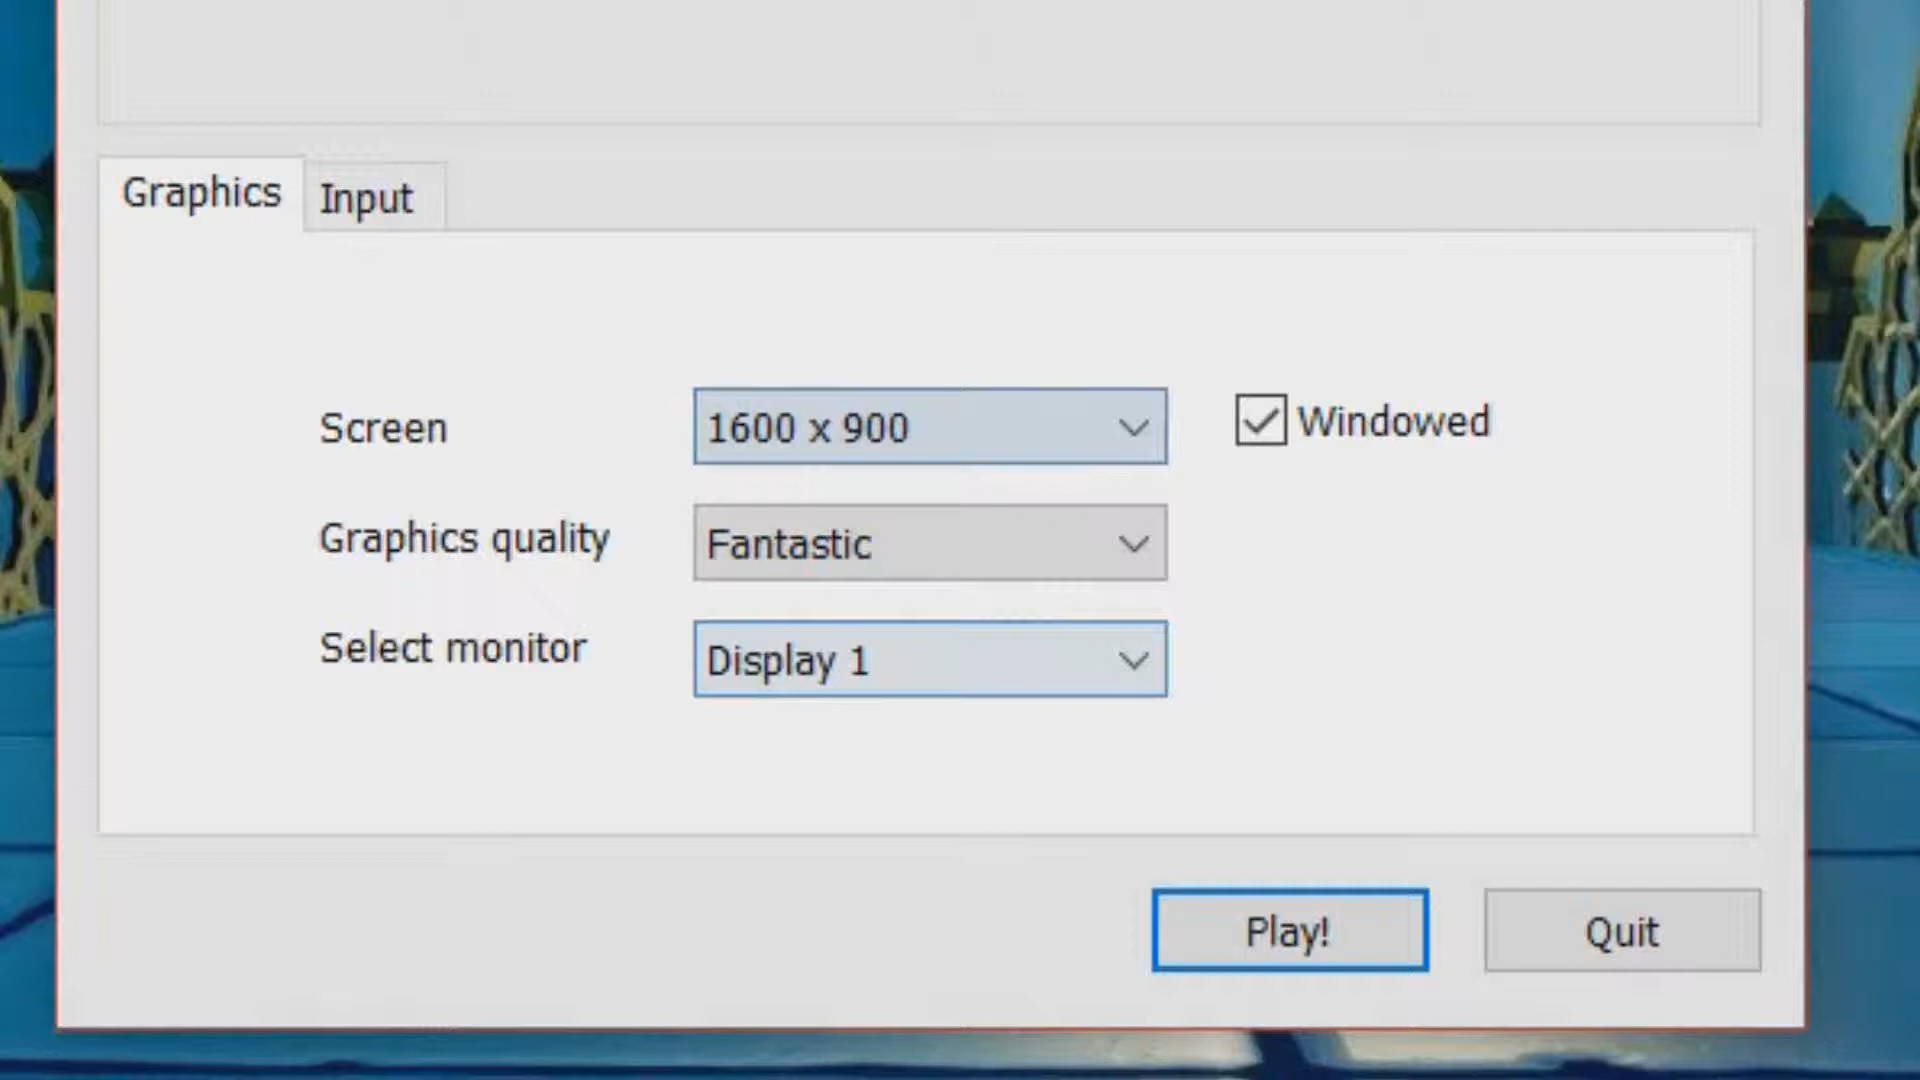 Graphics Input
Screen 1600 x 900 Windowed
Graphics quality Fantastic
Select monitor Display 1
Play! Quit